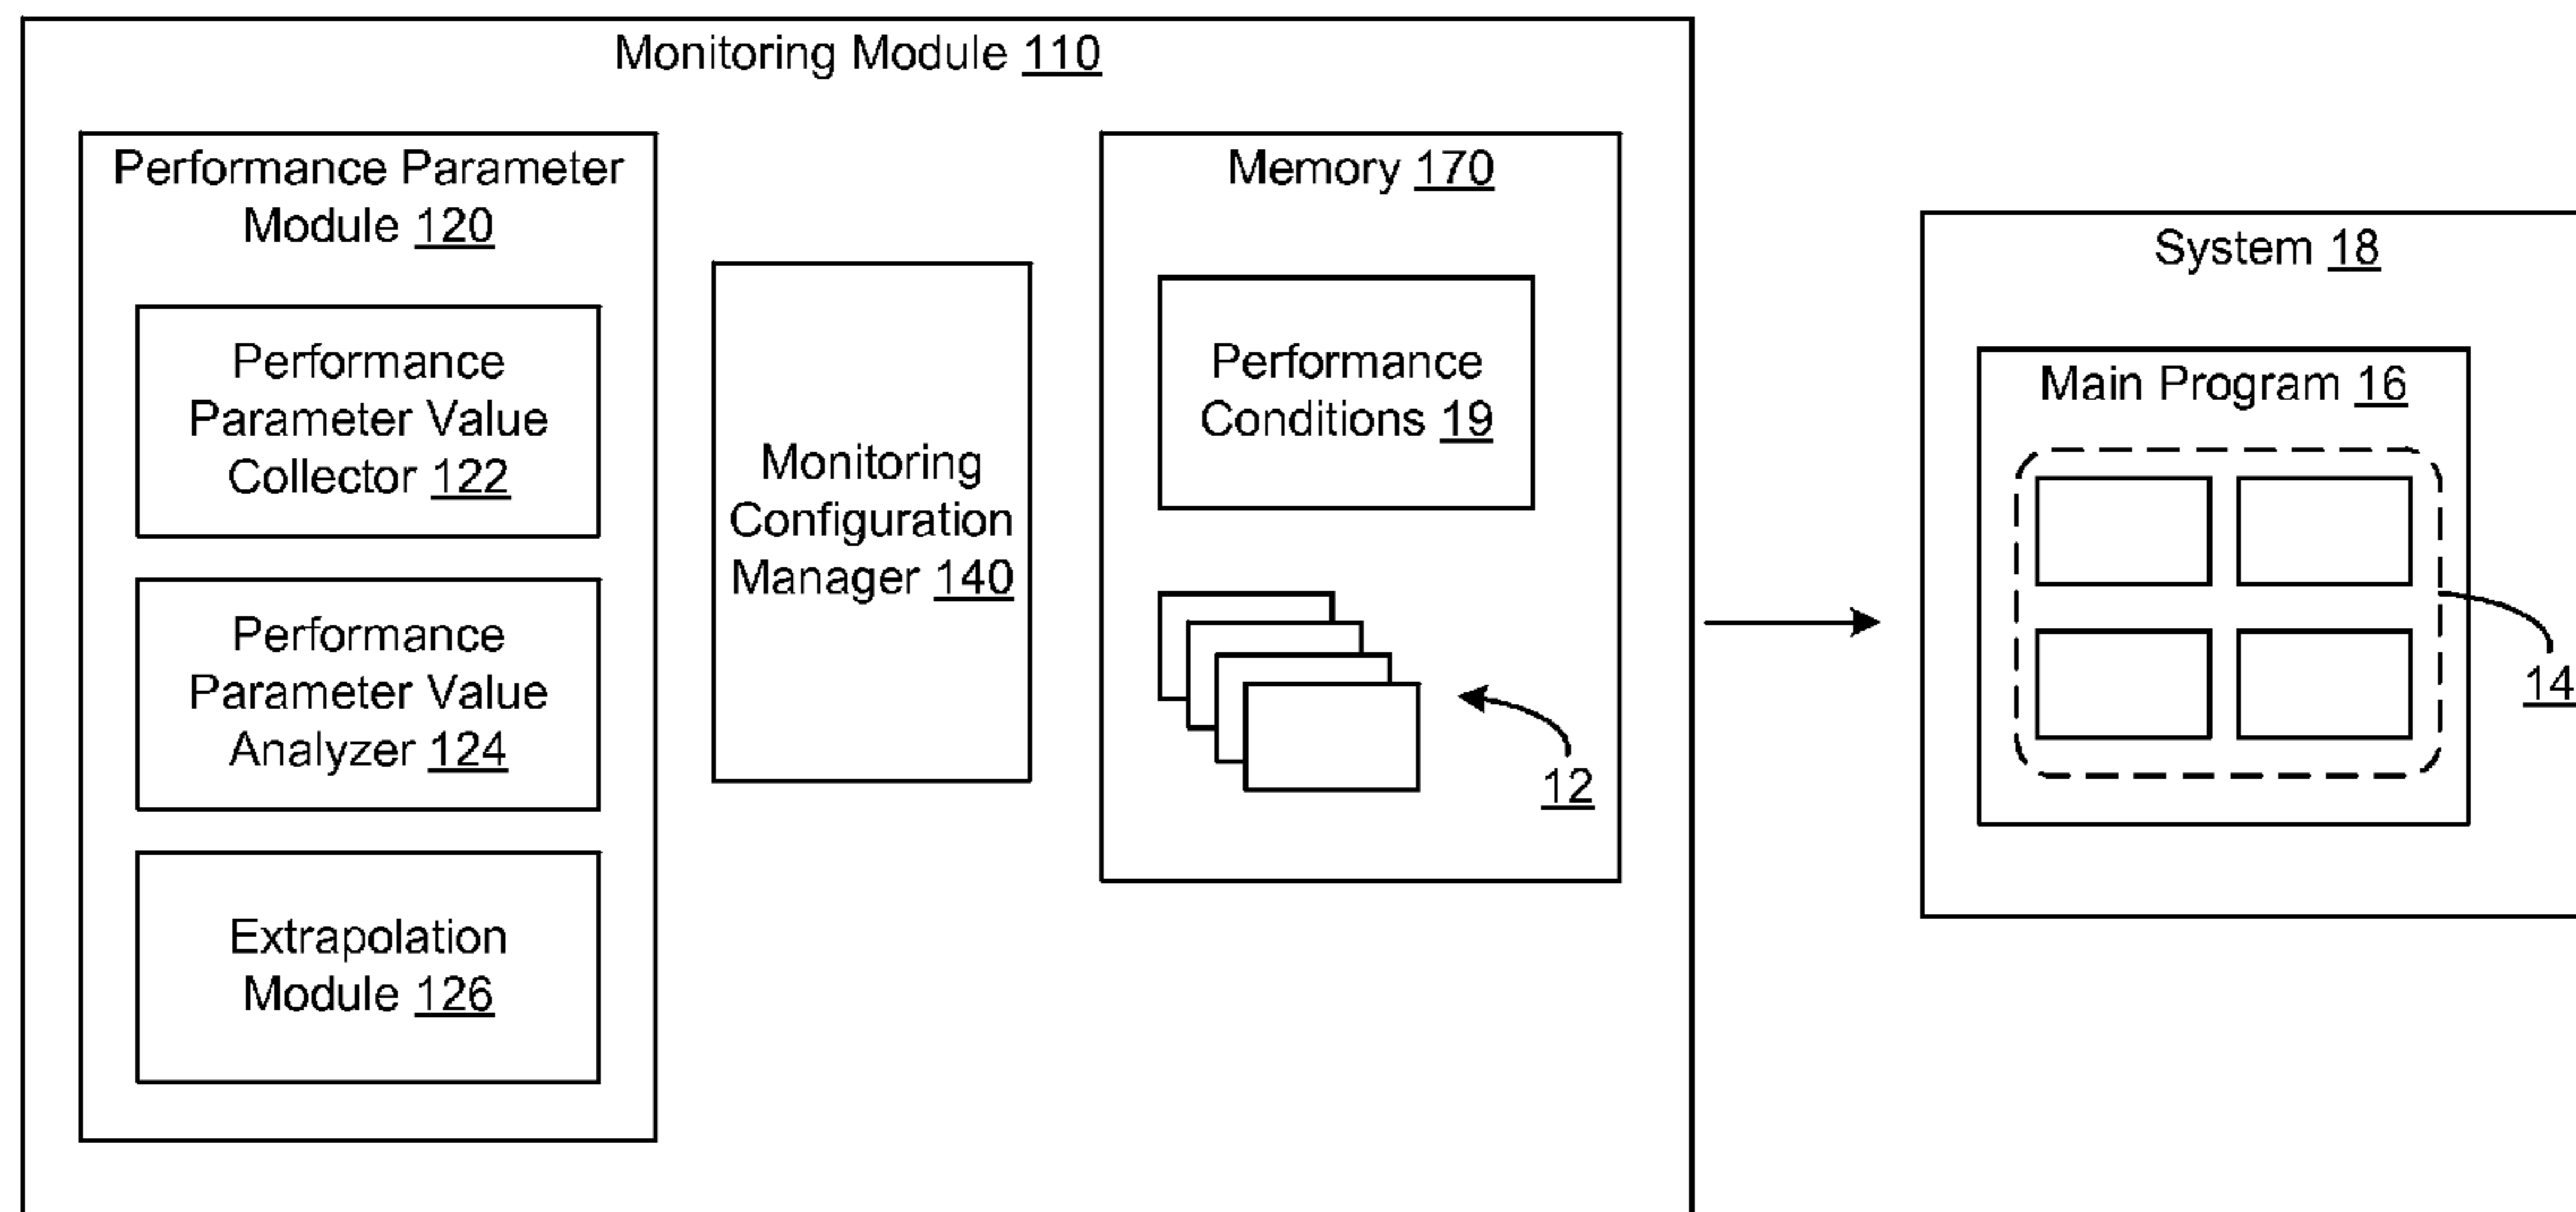 Monitoring Module 110
Performance Parameter
Module 120
Performance
Parameter Value
Collector 122
Performance
Parameter Value
Analyzer 124
Extrapolation
Module 126
Monitoring
Configuration
Manager 140
Memory 170
Performance
Conditions 19
12
System 18
Main Program 16
14